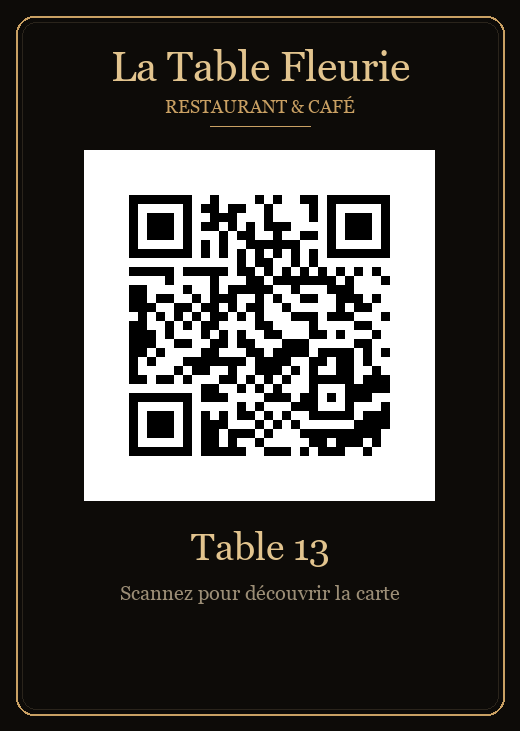 La Table Fleurie
RESTAURANT & CAFÉ
Table 13
Scannez pour découvrir la carte